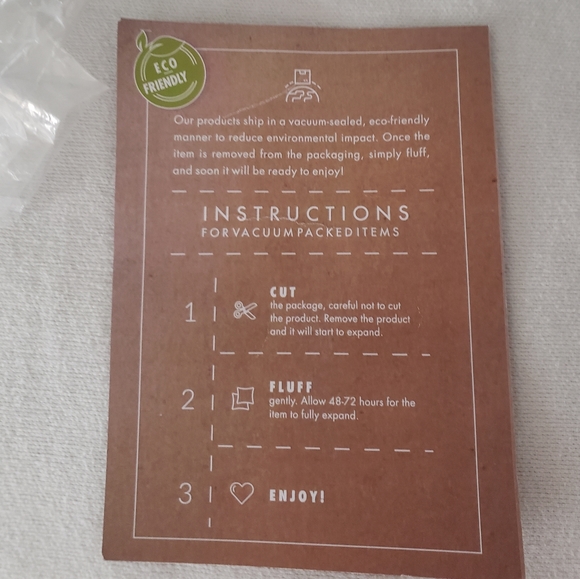 ECO
FRIENDLY
Our products ship in a vacuum-sealed, eco-friendly
manner to reduce environmental impact. Once the
item is removed from the packaging, simply fluff,
and soon it will be ready to enjoy!
INSTRUCTIONS
FOR VACUUM PACKED ITEMS
1
CUT
the package, careful not to cut
the product. Remove the product
and it will start to expand.
2
FLUFF
gently. Allow 48-72 hours for the
item to fully expand.
3
ENJOY!